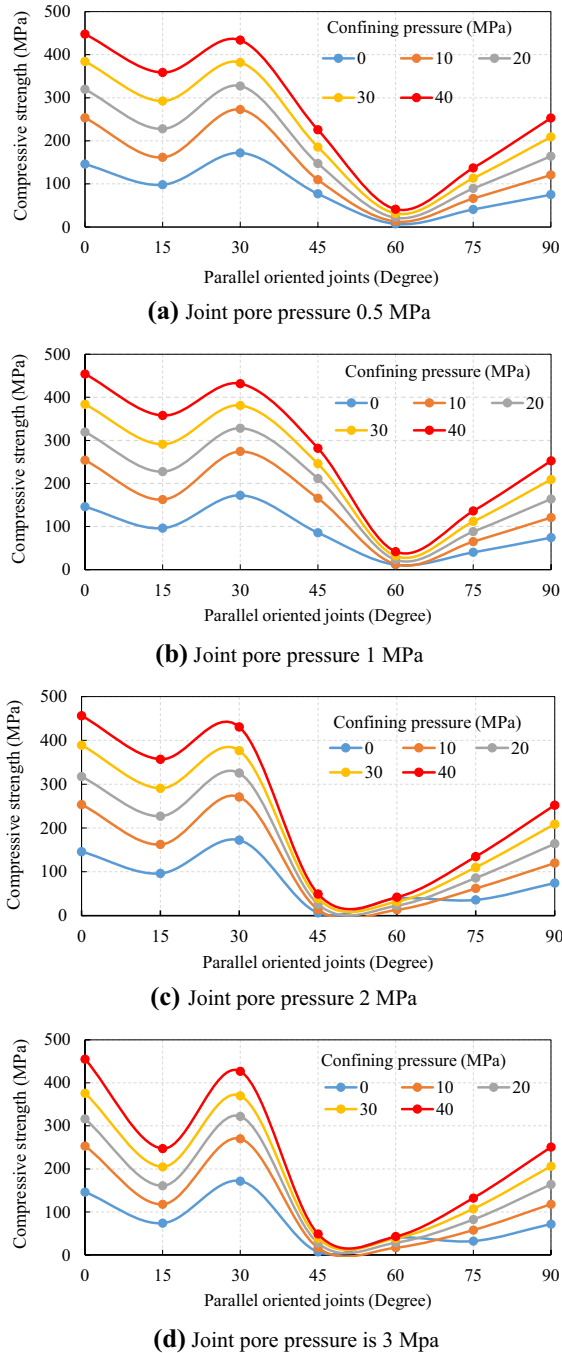 500
450
400
300
200
100
0
Compressive strength (MPa)
Confining pressure (MPa)
0 10 20
30 40
0 15 30 45 60 75 90
Parallel oriented joints (Degree)
(a) Joint pore pressure 0.5 MPa
500
400
300
200
100
0
Compressive strength (MPa)
Confining pressure (MPa)
0 10 20
30 40
0 15 30 45 60 75 90
Parallel oriented joints (Degree)
(b) Joint pore pressure 1 MPa
500
400
300
200
100
0
Compressive strength (MPa)
Confining pressure (MPa)
0 10 20
30 40
0 15 30 45 60 75 90
Parallel oriented joints (Degree)
(c) Joint pore pressure 2 MPa
500
400
300
200
100
0
Compressive strength (MPa)
Confining pressure (MPa)
0 10 20
30 40
0 15 30 45 60 75 90
Parallel oriented joints (Degree)
(d) Joint pore pressure is 3 Mpa